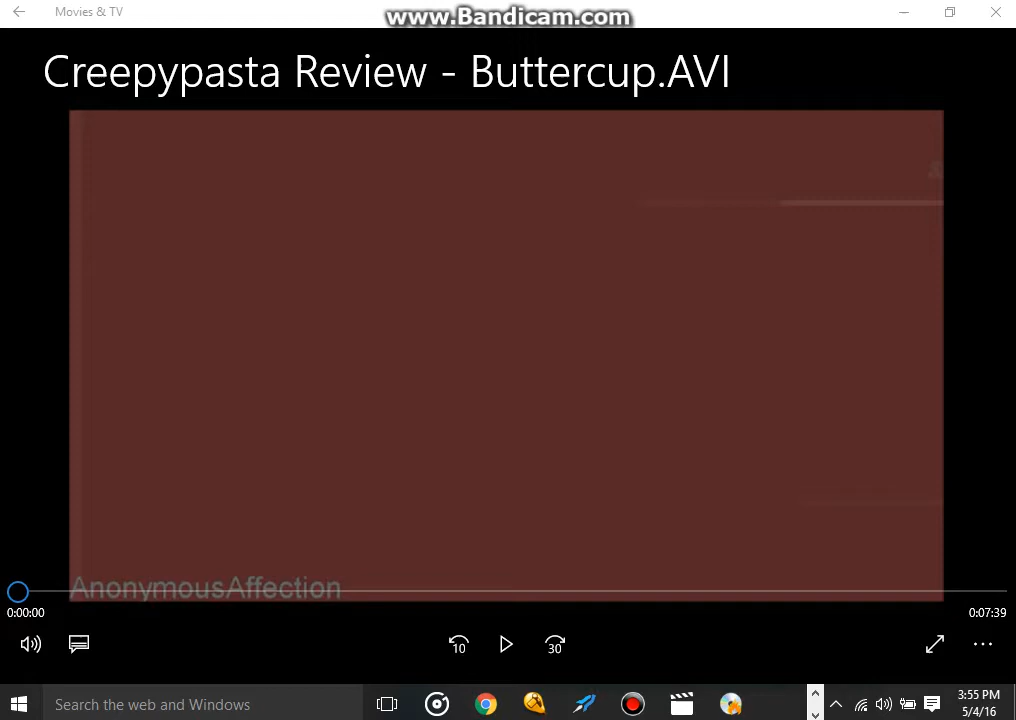 Movies & TV
www.Bandicam.com
Creepypasta Review - Buttercup.AVI
AnonymousAffection
0:00:00
0:07:39
10
30
Search the web and Windows
3:55 PM
5/4/16